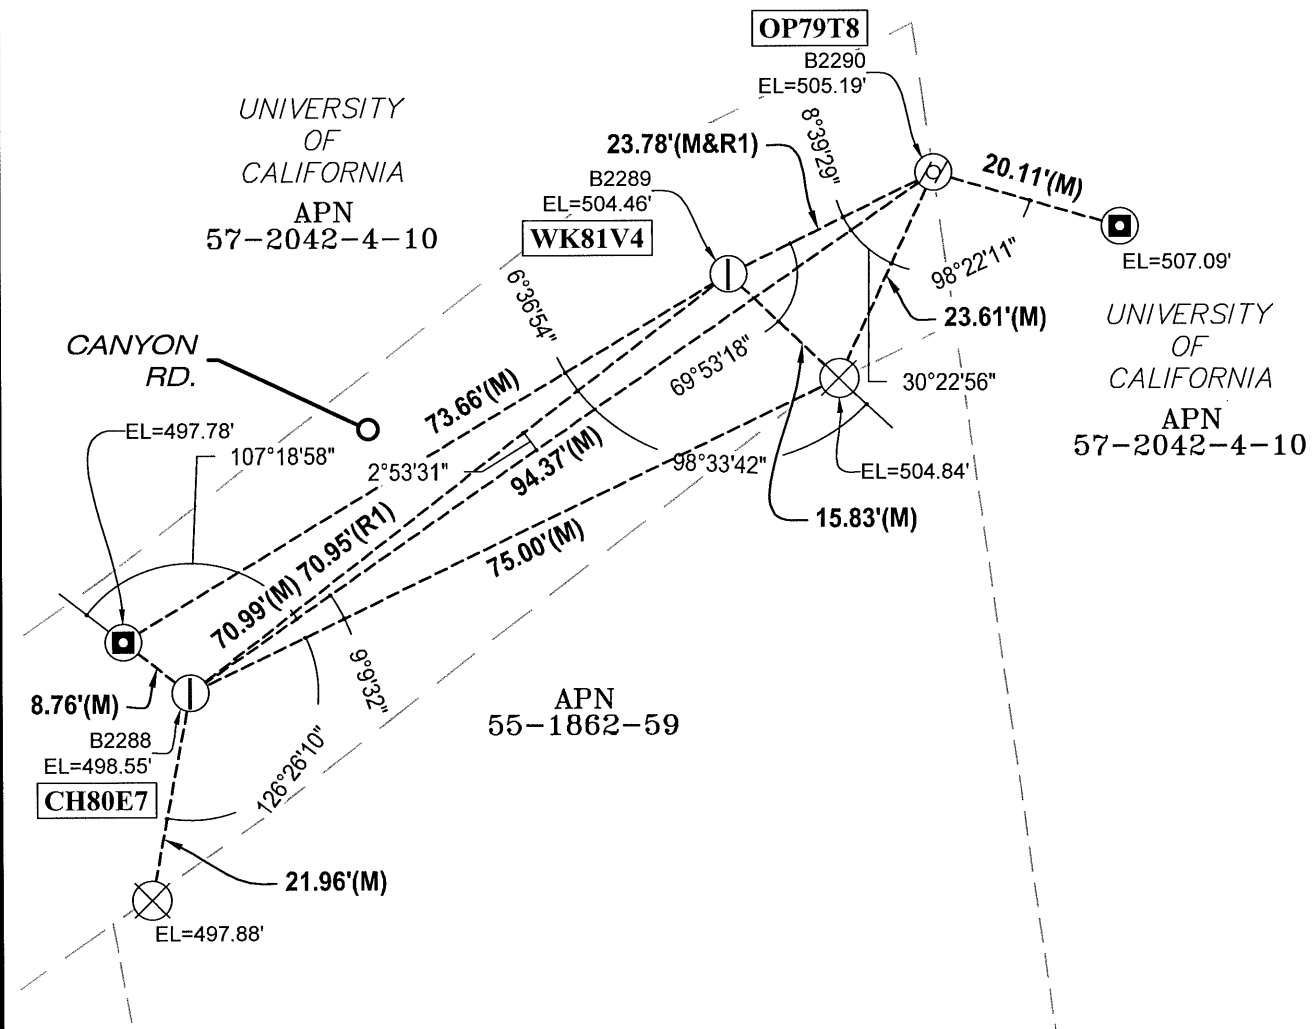 OP79T8
B2290
EL=505.19'
UNIVERSITY
OF
CALIFORNIA
APN
57-2042-4-10
8°39'29"
23.78'(M&R1)
20.11'(M)
B2289
EL=504.46'
WK81V4
98°22'11"
EL=507.09'
6°36'54"
23.61'(M)
UNIVERSITY
OF
CALIFORNIA
APN
57-2042-4-10
CANYON
RD.
69°53'18"
30°22'56"
73.66'(M)
EL=497.78'
107°18'58"
2°53'31"
94.37'(M)
98°33'42"
EL=504.84'
15.83'(M)
75.00'(M)
70.99'(M) 70.95'(R1)
9°9'32"
8.76'(M)
APN
55-1862-59
B2288
EL=498.55'
CH80E7
126°26'10"
21.96'(M)
EL=497.88'